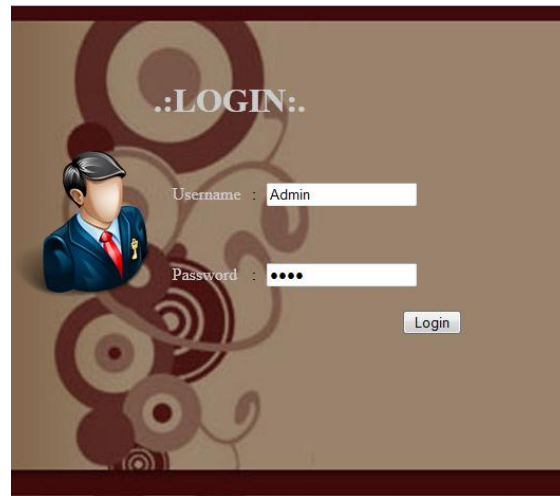 .:LOGIN:.
Username : Admin
Password : ••••
Login